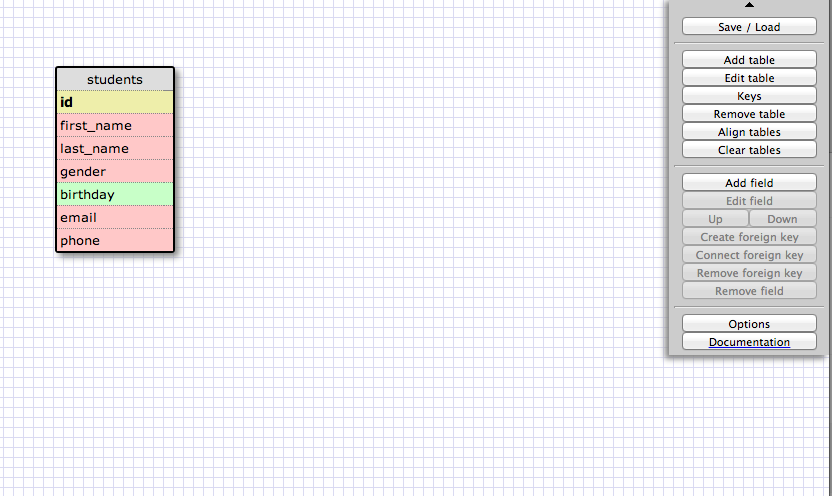 students
id
first_name
last_name
gender
birthday
email
phone
Save / Load
Add table
Edit table
Keys
Remove table
Align tables
Clear tables
Add field
Edit field
Up Down
Create foreign key
Connect foreign key
Remove foreign key
Remove field
Options
Documentation